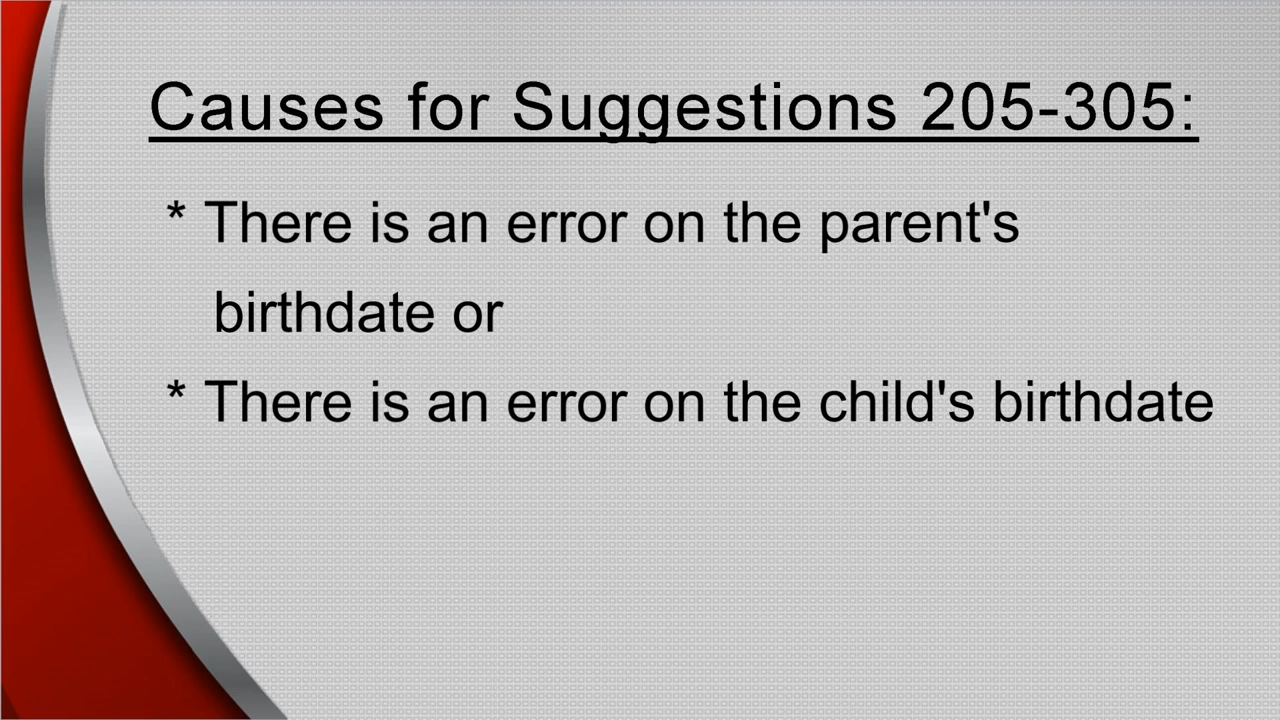 Causes for Suggestions 205-305:
* There is an error on the parent's
birthdate or
* There is an error on the child's birthdate